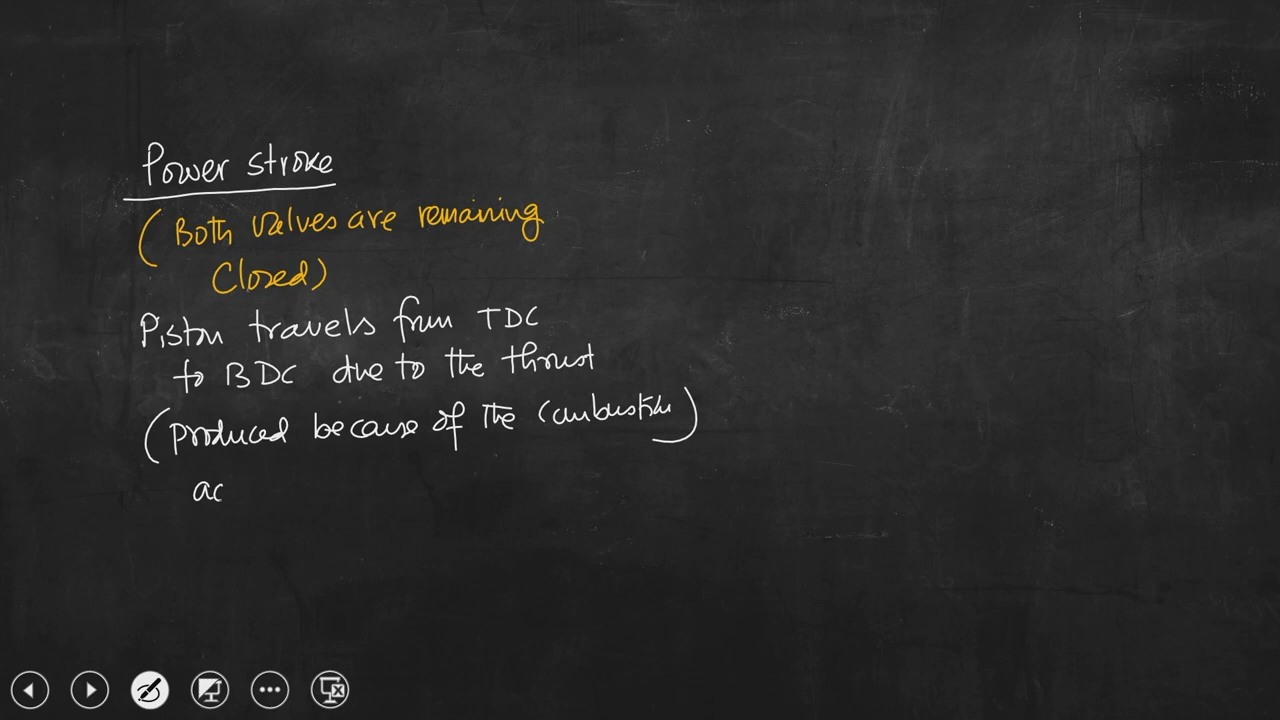 Power stroke
(Both valves are remaining
Closed)
Piston travels from TDC
to BDC due to the thrust
(produced because of the combustion)
ac